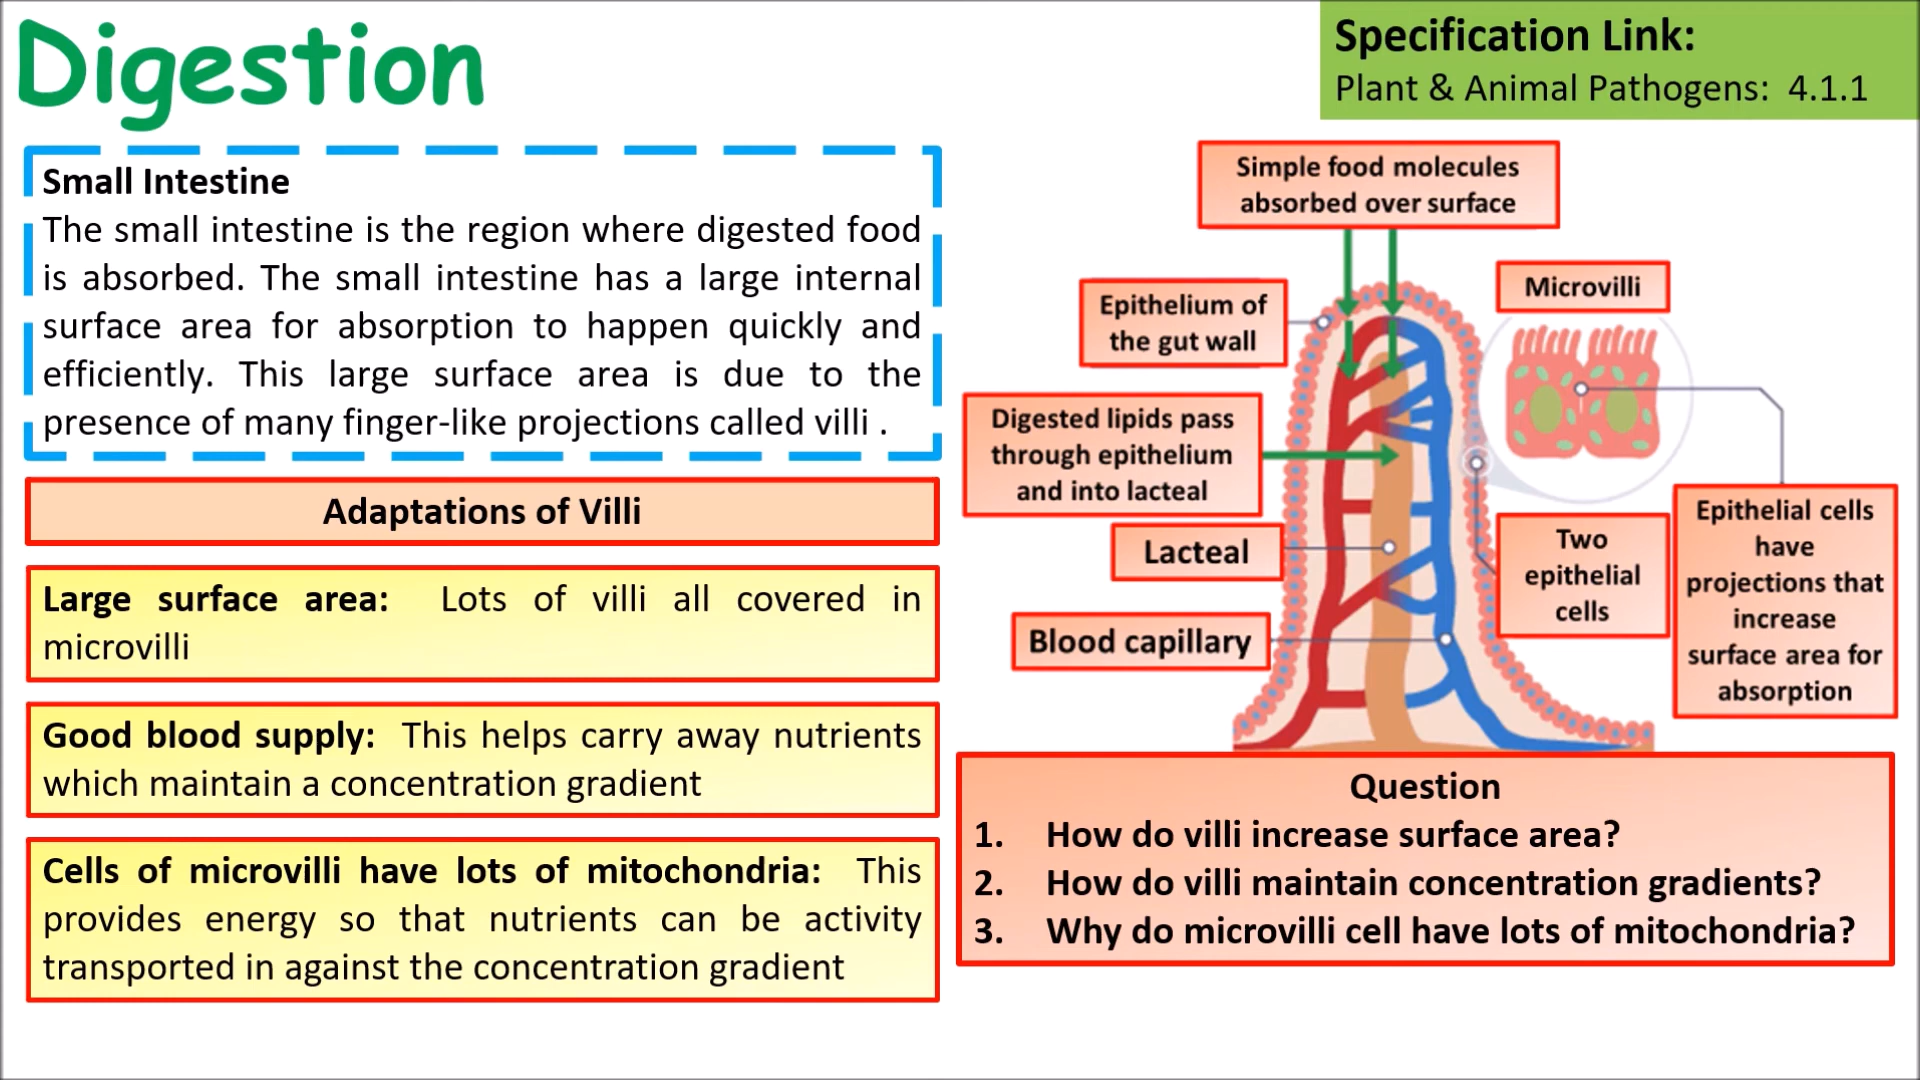 Digestion
Specification Link:
Plant & Animal Pathogens: 4.1.1
Small Intestine
The small intestine is the region where digested food
is absorbed. The small intestine has a large internal
surface area for absorption to happen quickly and
efficiently. This large surface area is due to the
presence of many finger-like projections called villi .
Adaptations of Villi
Large surface area: Lots of villi all covered in
microvilli
Good blood supply: This helps carry away nutrients
which maintain a concentration gradient
Cells of microvilli have lots of mitochondria: This
provides energy so that nutrients can be activity
transported in against the concentration gradient
Simple food molecules
absorbed over surface
Epithelium of
the gut wall
Microvilli
Digested lipids pass
through epithelium
and into lacteal
Lacteal
Blood capillary
Two
epithelial
cells
Epithelial cells
have
projections that
increase
surface area for
absorption
Question
1. How do villi increase surface area?
2. How do villi maintain concentration gradients?
3. Why do microvilli cell have lots of mitochondria?